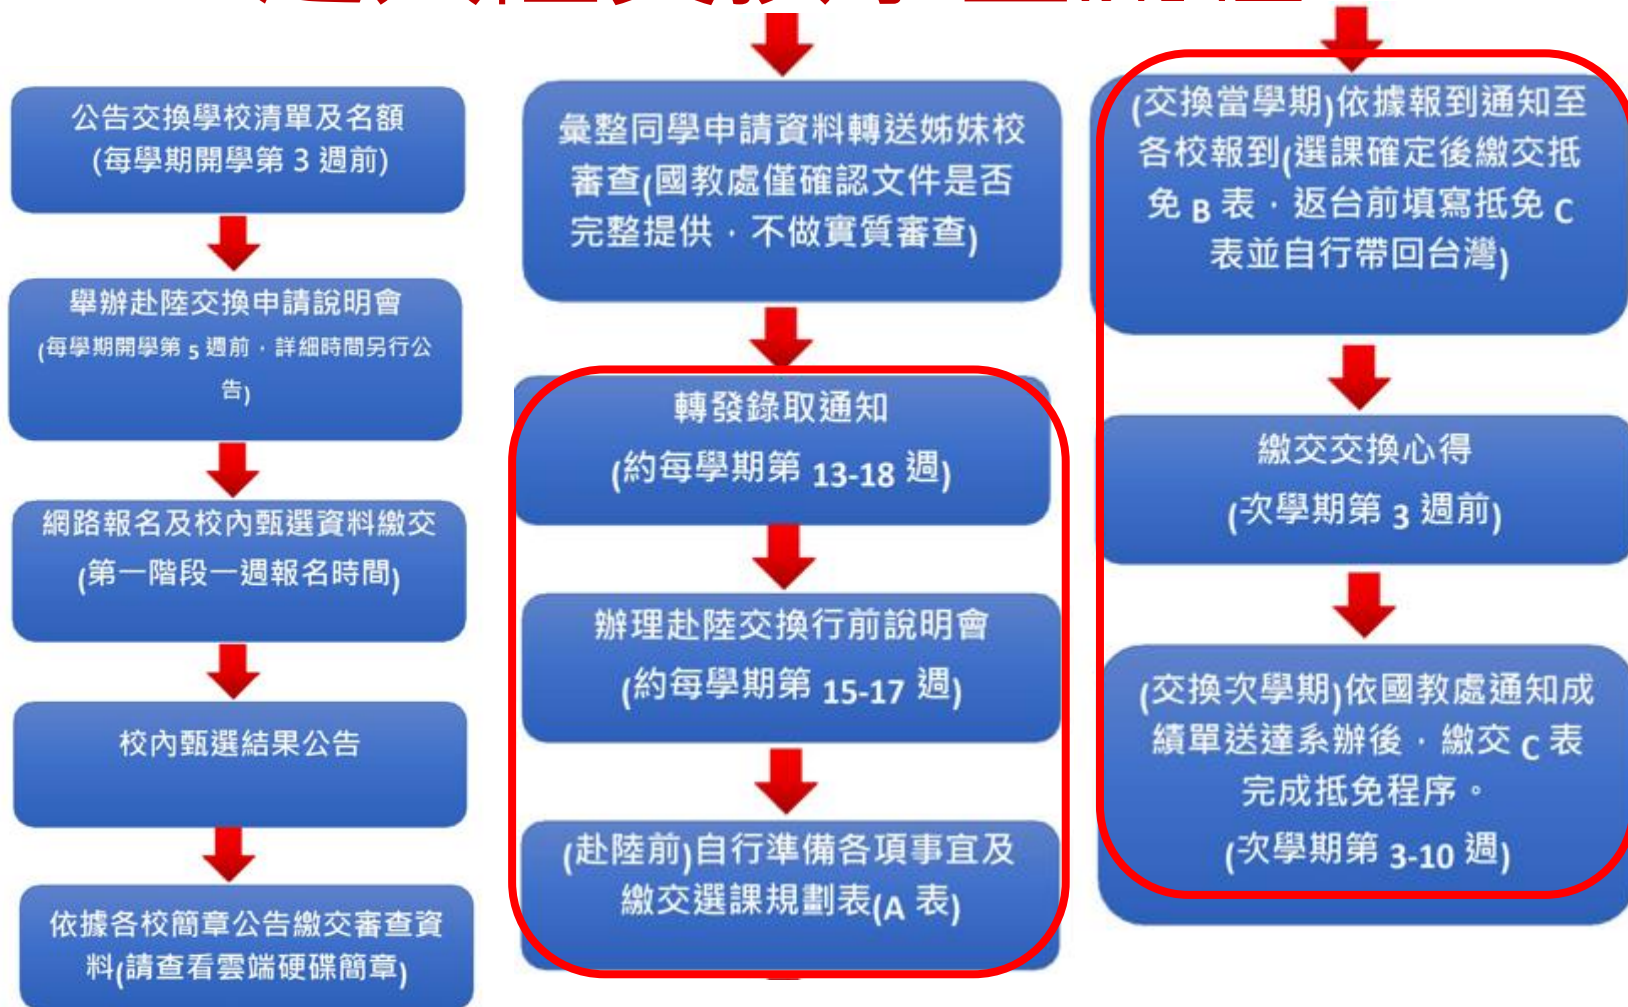 公告交換學校清單及名額
(每學期開學第 3 週前)
舉辦赴陸交換申請說明會
(每學期開學第 5 週前，詳細時間另行公
告)
網路報名及校內甄選資料繳交
(第一階段一週報名時間)
校內甄選結果公告
依據各校簡章公告繳交審查資
料(請查看雲端硬碟簡章)
彙整同學申請資料轉送姊妹校
審查(國教處僅確認文件是否
完整提供，不做實質審查)
轉發錄取通知
(約每學期第 13-18 週)
辦理赴陸交換行前說明會
(約每學期第 15-17 週)
(赴陸前)自行準備各項事宜及
繳交選課規劃表(A 表)
(交換當學期)依據報到通知至
各校報到(選課確定後繳交抵
免 B 表，返台前填寫抵免 C
表並自行帶回台灣)
繳交交換心得
(次學期第 3 週前)
(交換次學期)依國教處通知成
績單送達系辦後，繳交 C 表
完成抵免程序。
(次學期第 3-10 週)